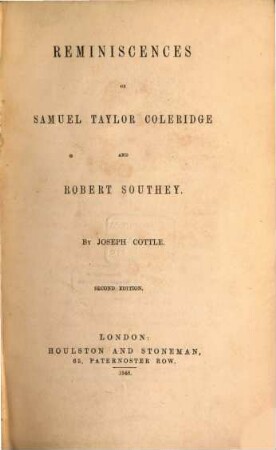 REMINISCENCES
OF
SAMUEL TAYLOR COLERIDGE
AND
ROBERT SOUTHEY.
BY JOSEPH COTTLE.
SECOND EDITION,
LONDON:
HOULSTON AND STONEMAN,
65, PATERNOSTER ROW.
1848.